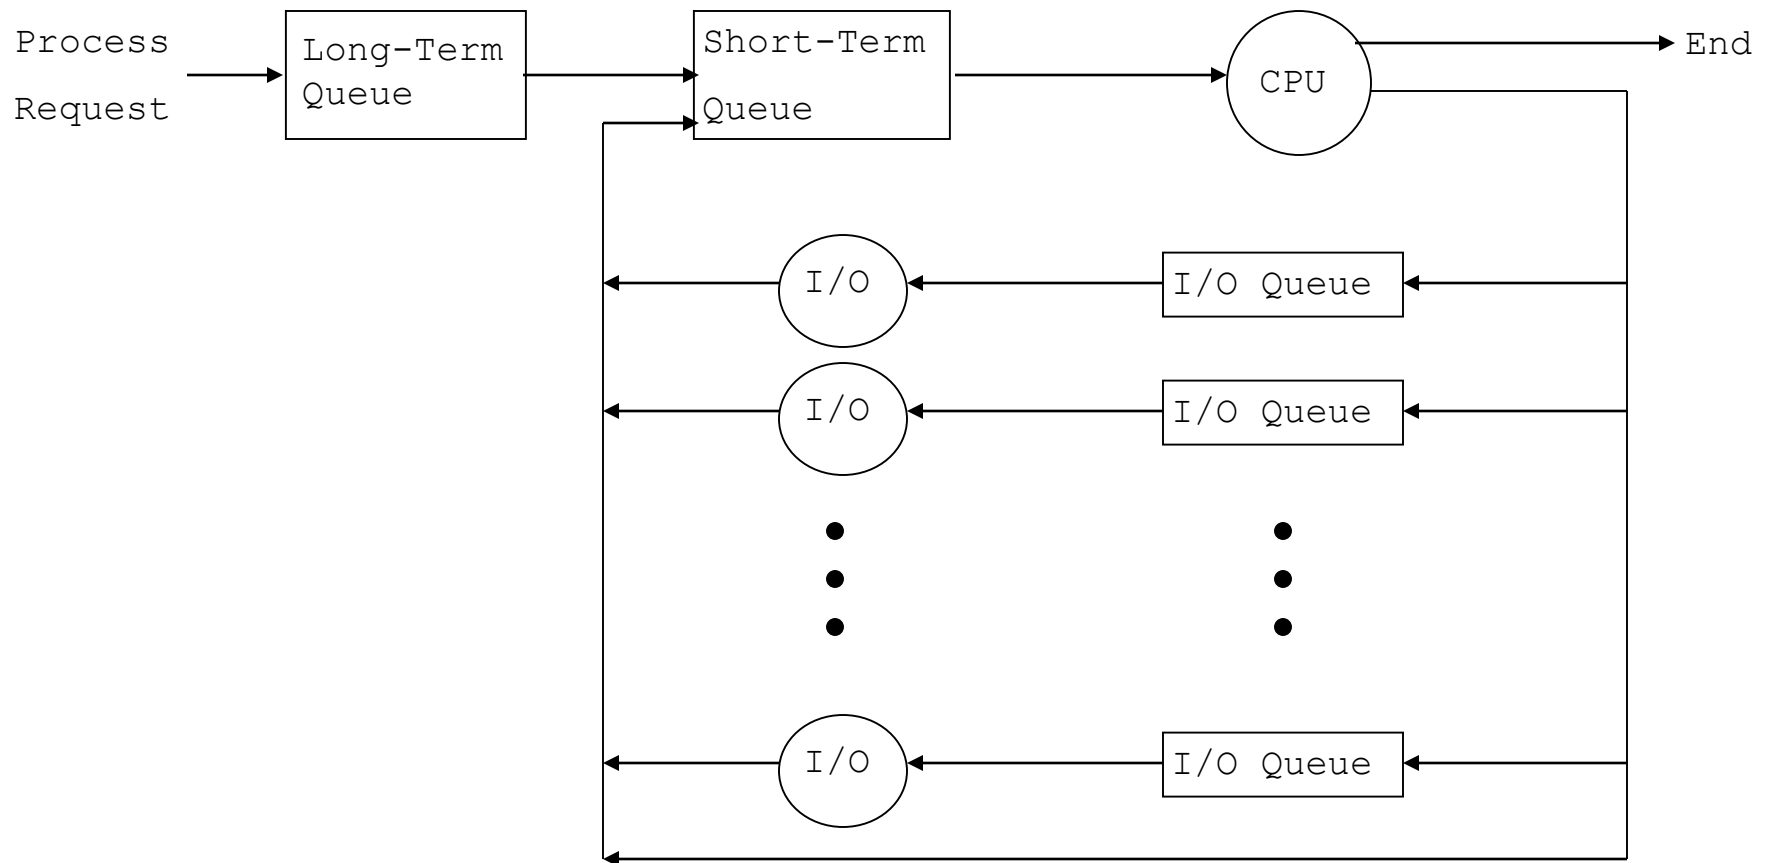 Process
Request
Long-Term
Queue
Short-Term
Queue
CPU
End
I/O
I/O Queue
I/O
I/O Queue
I/O
I/O Queue